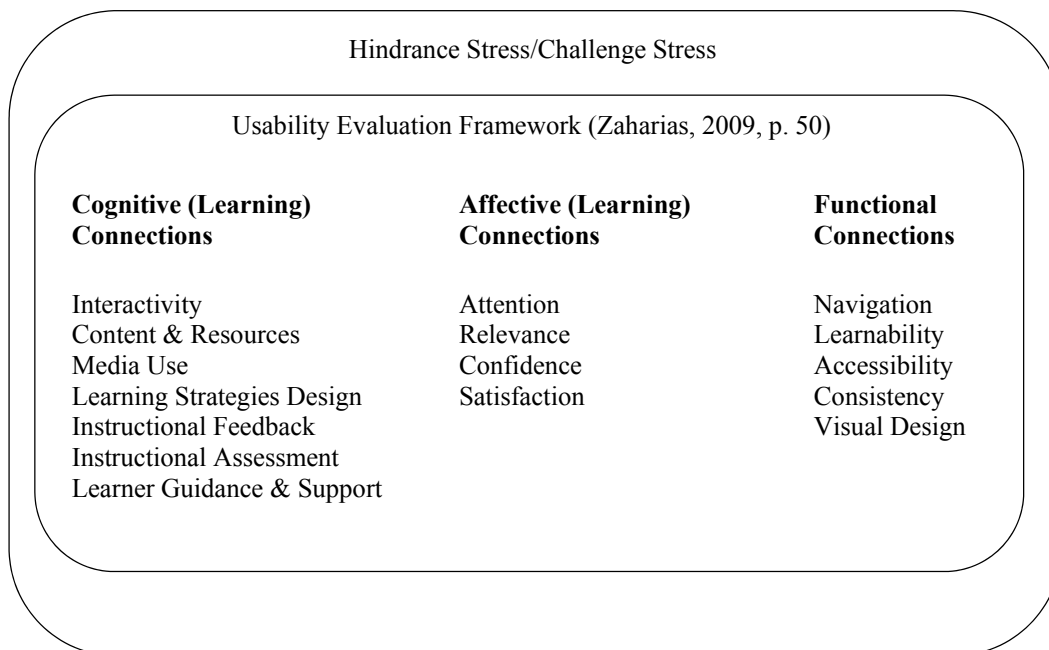 Hindrance Stress/Challenge Stress
Usability Evaluation Framework (Zaharias, 2009, p. 50)
Cognitive (Learning)
Connections
Interactivity
Content & Resources
Media Use
Learning Strategies Design
Instructional Feedback
Instructional Assessment
Learner Guidance & Support
Affective (Learning)
Connections
Attention
Relevance
Confidence
Satisfaction
Functional
Connections
Navigation
Learnability
Accessibility
Consistency
Visual Design